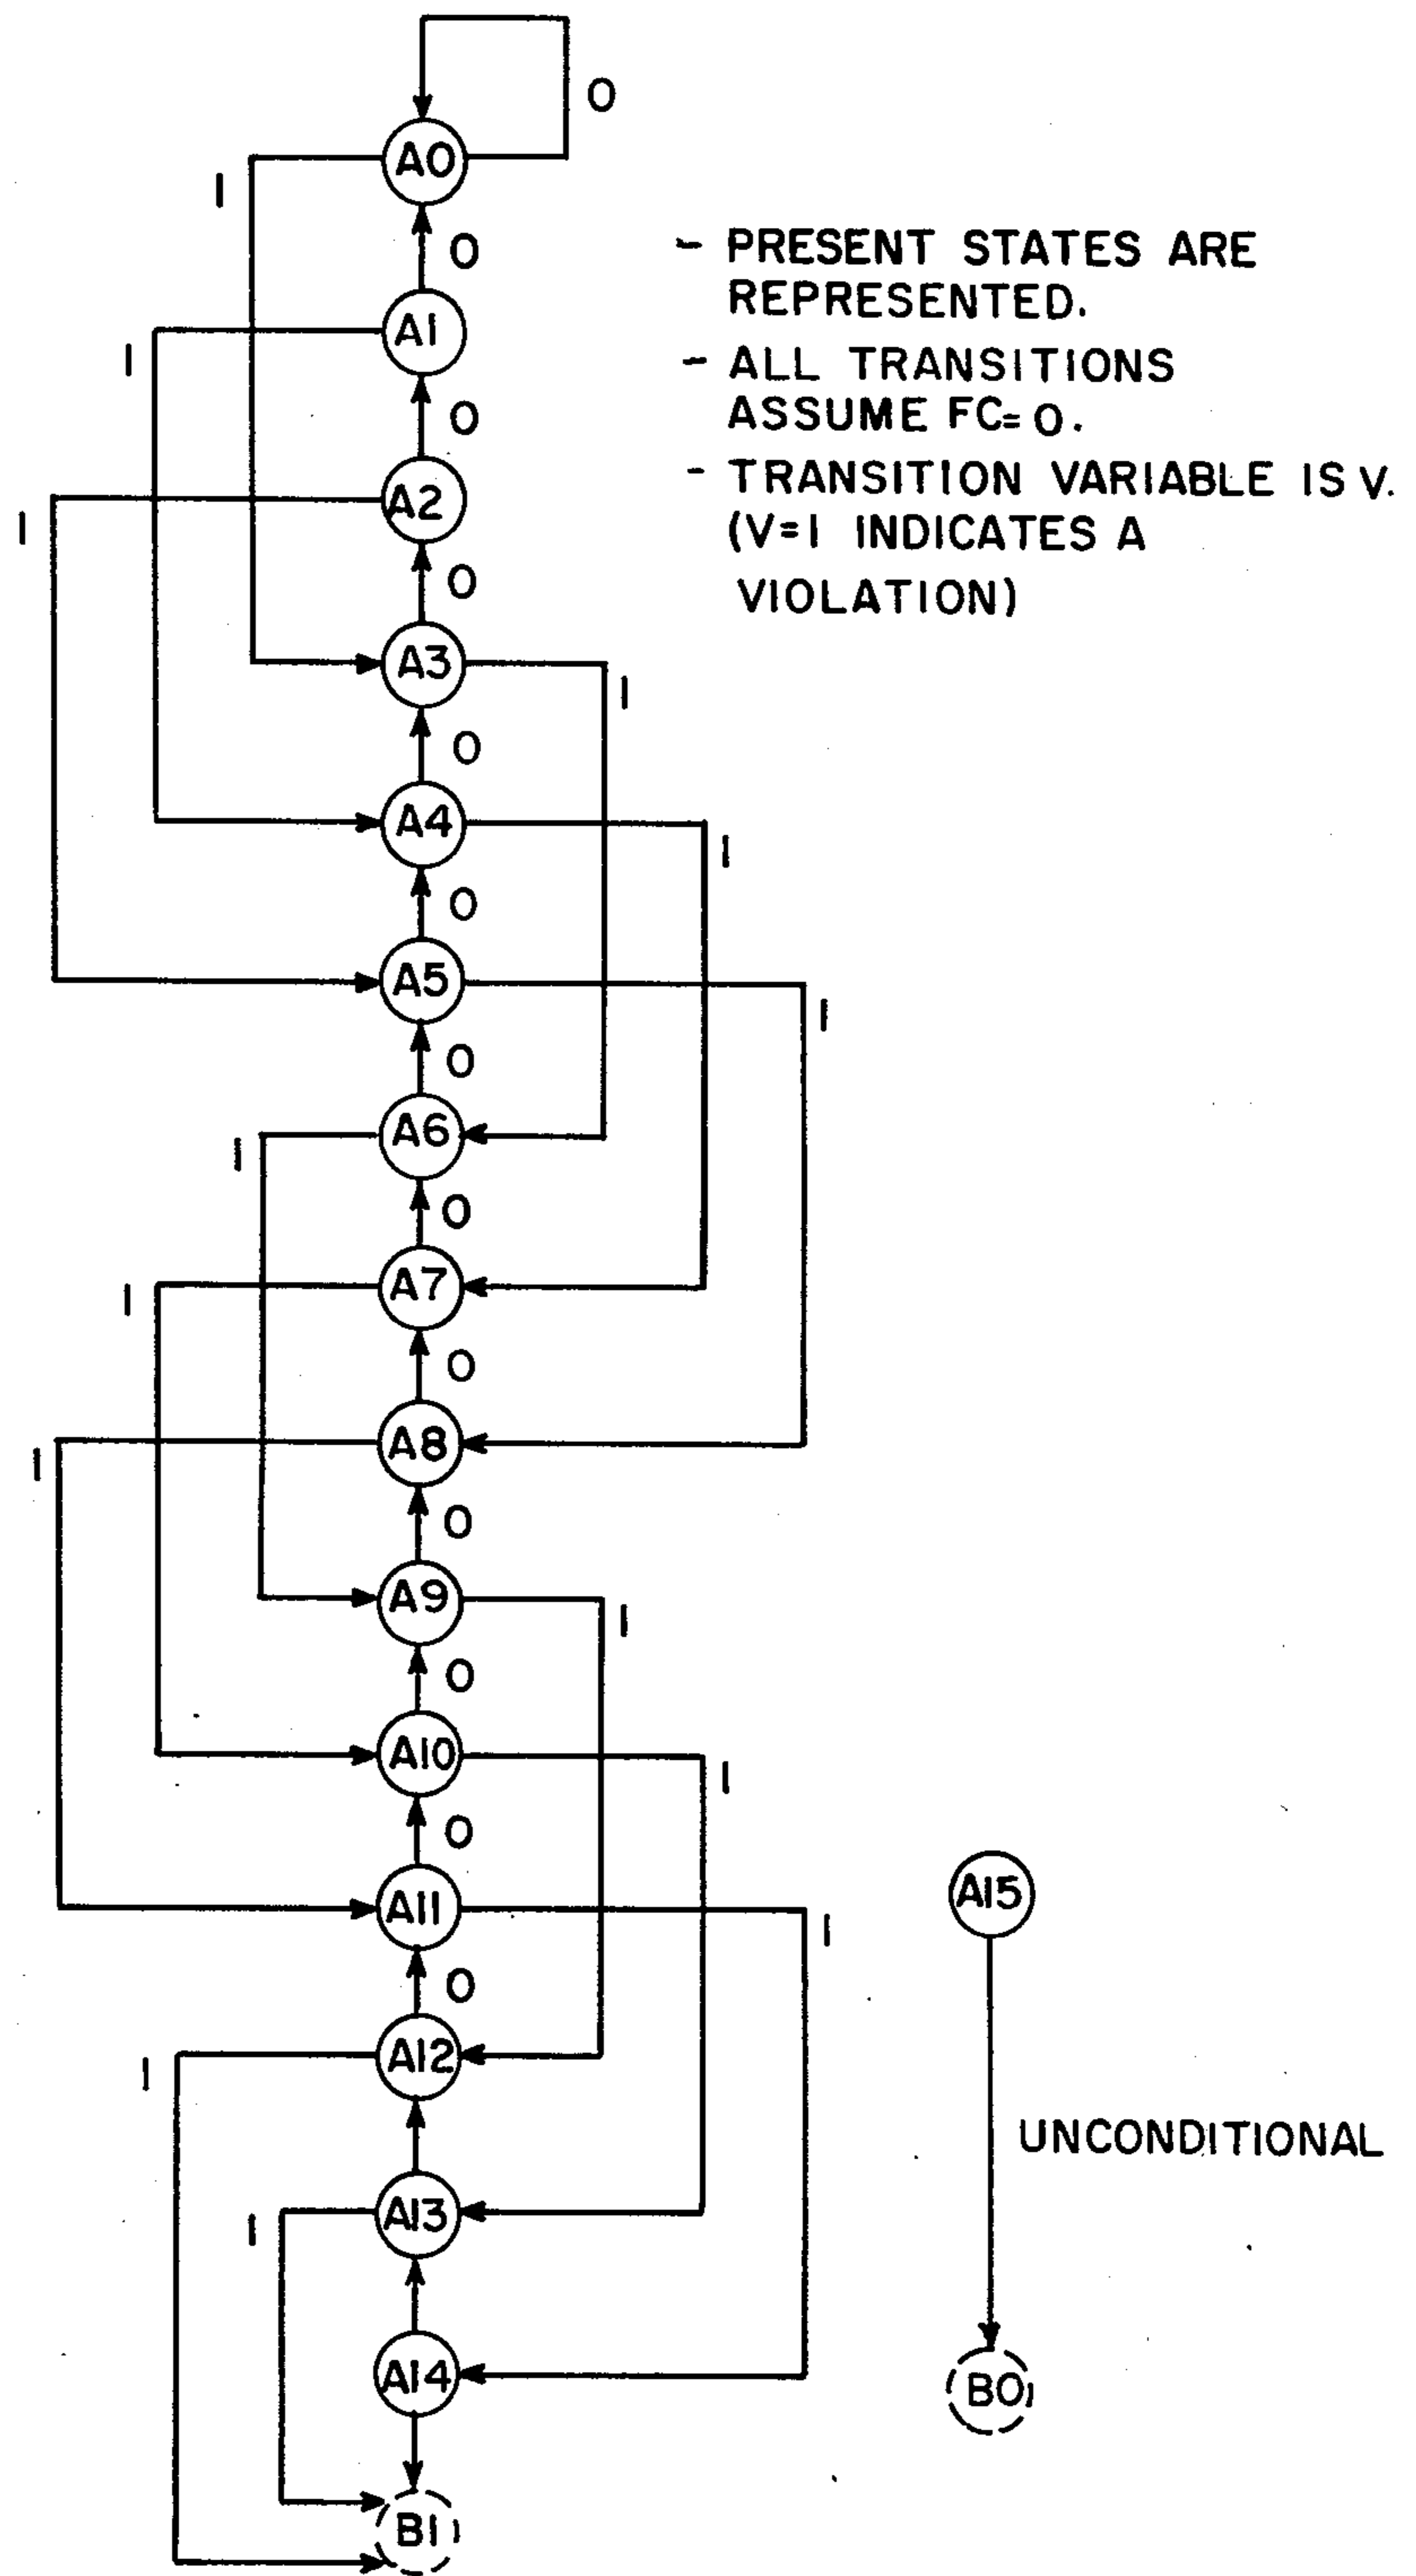 0
A0
1
0
- PRESENT STATES ARE
REPRESENTED.
A1
1
- ALL TRANSITIONS
ASSUME FC=0.
0
- TRANSITION VARIABLE IS V.
A2
1
(V=1 INDICATES A
0
VIOLATION)
A3
1
0
A4
1
0
A5
1
0
A6
1
0
A7
1
0
A8
1
0
A9
1
0
A10
1
0
A15
A11
1
0
A12
1
UNCONDITIONAL
A13
1
A14
B0
B1